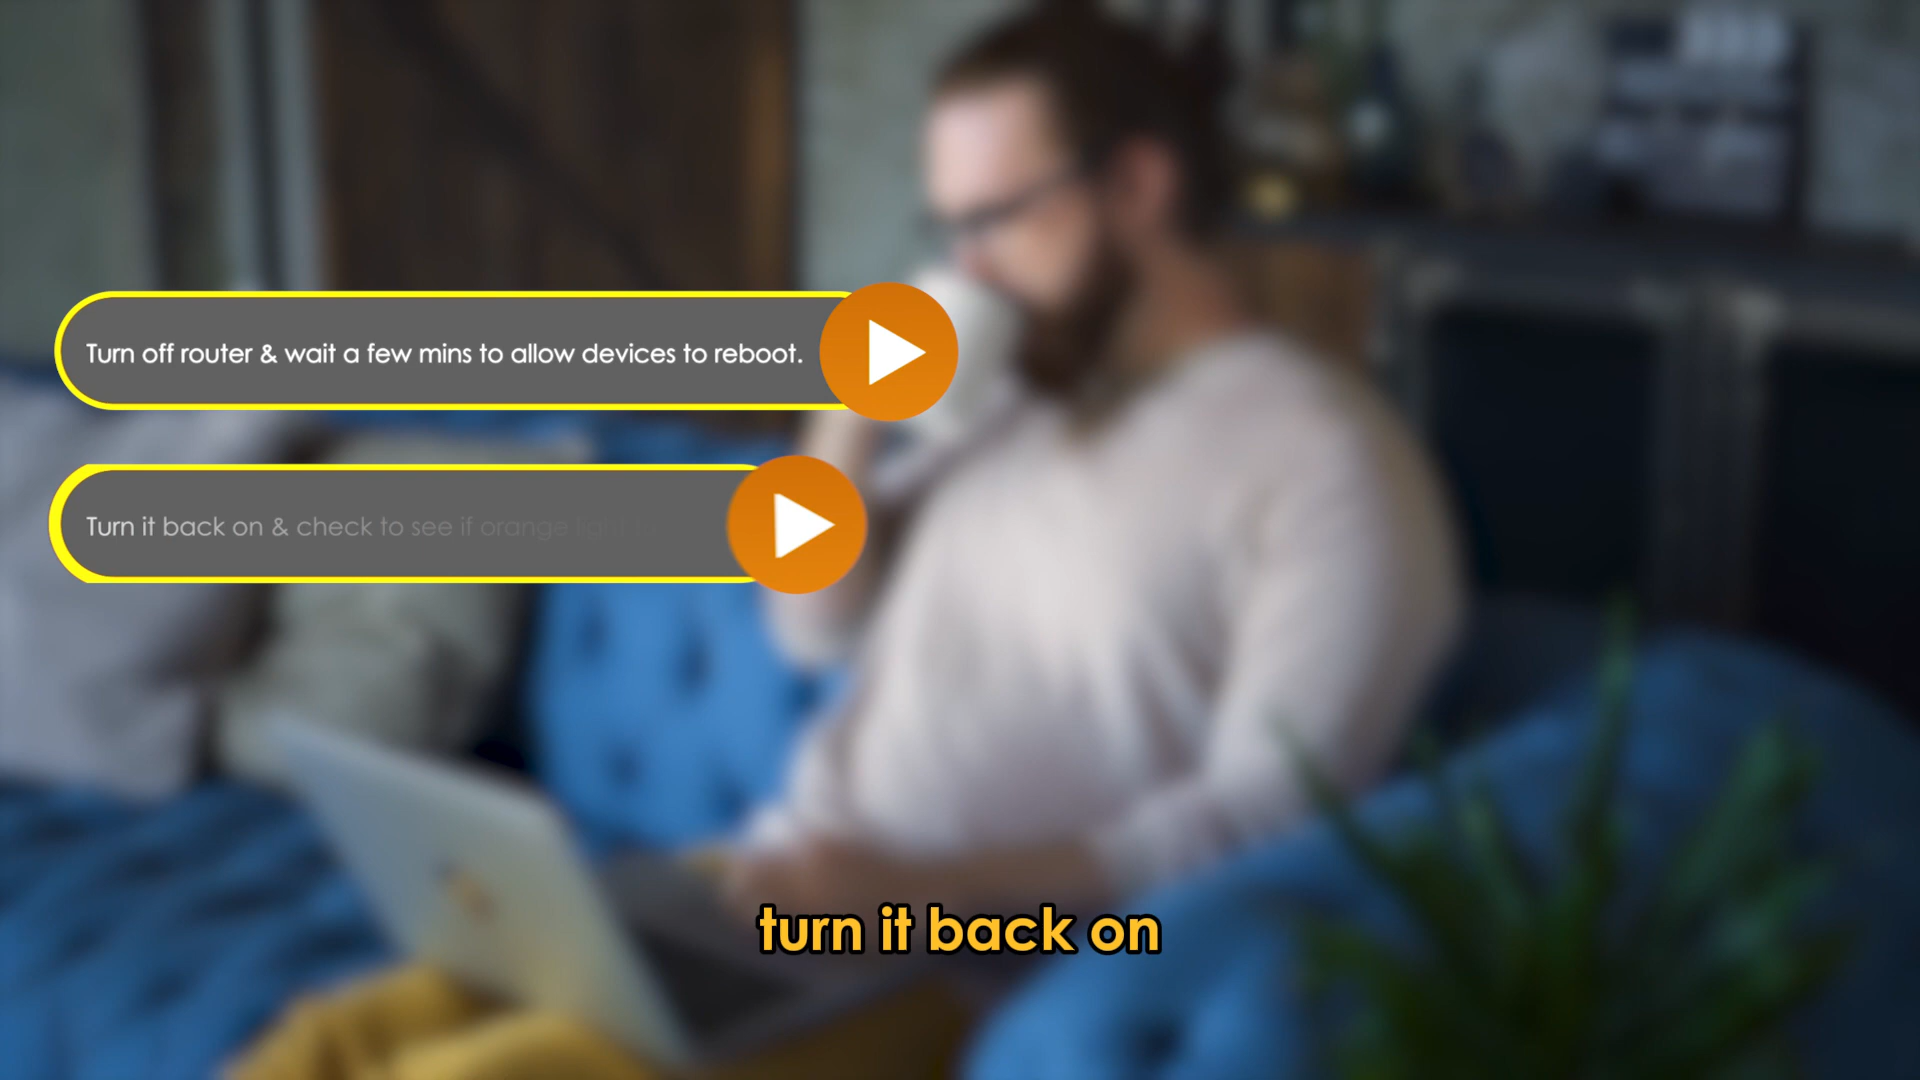 Turn off router & wait a few mins to allow devices to reboot.
Turn it back on & check to see if orange light
turn it back on